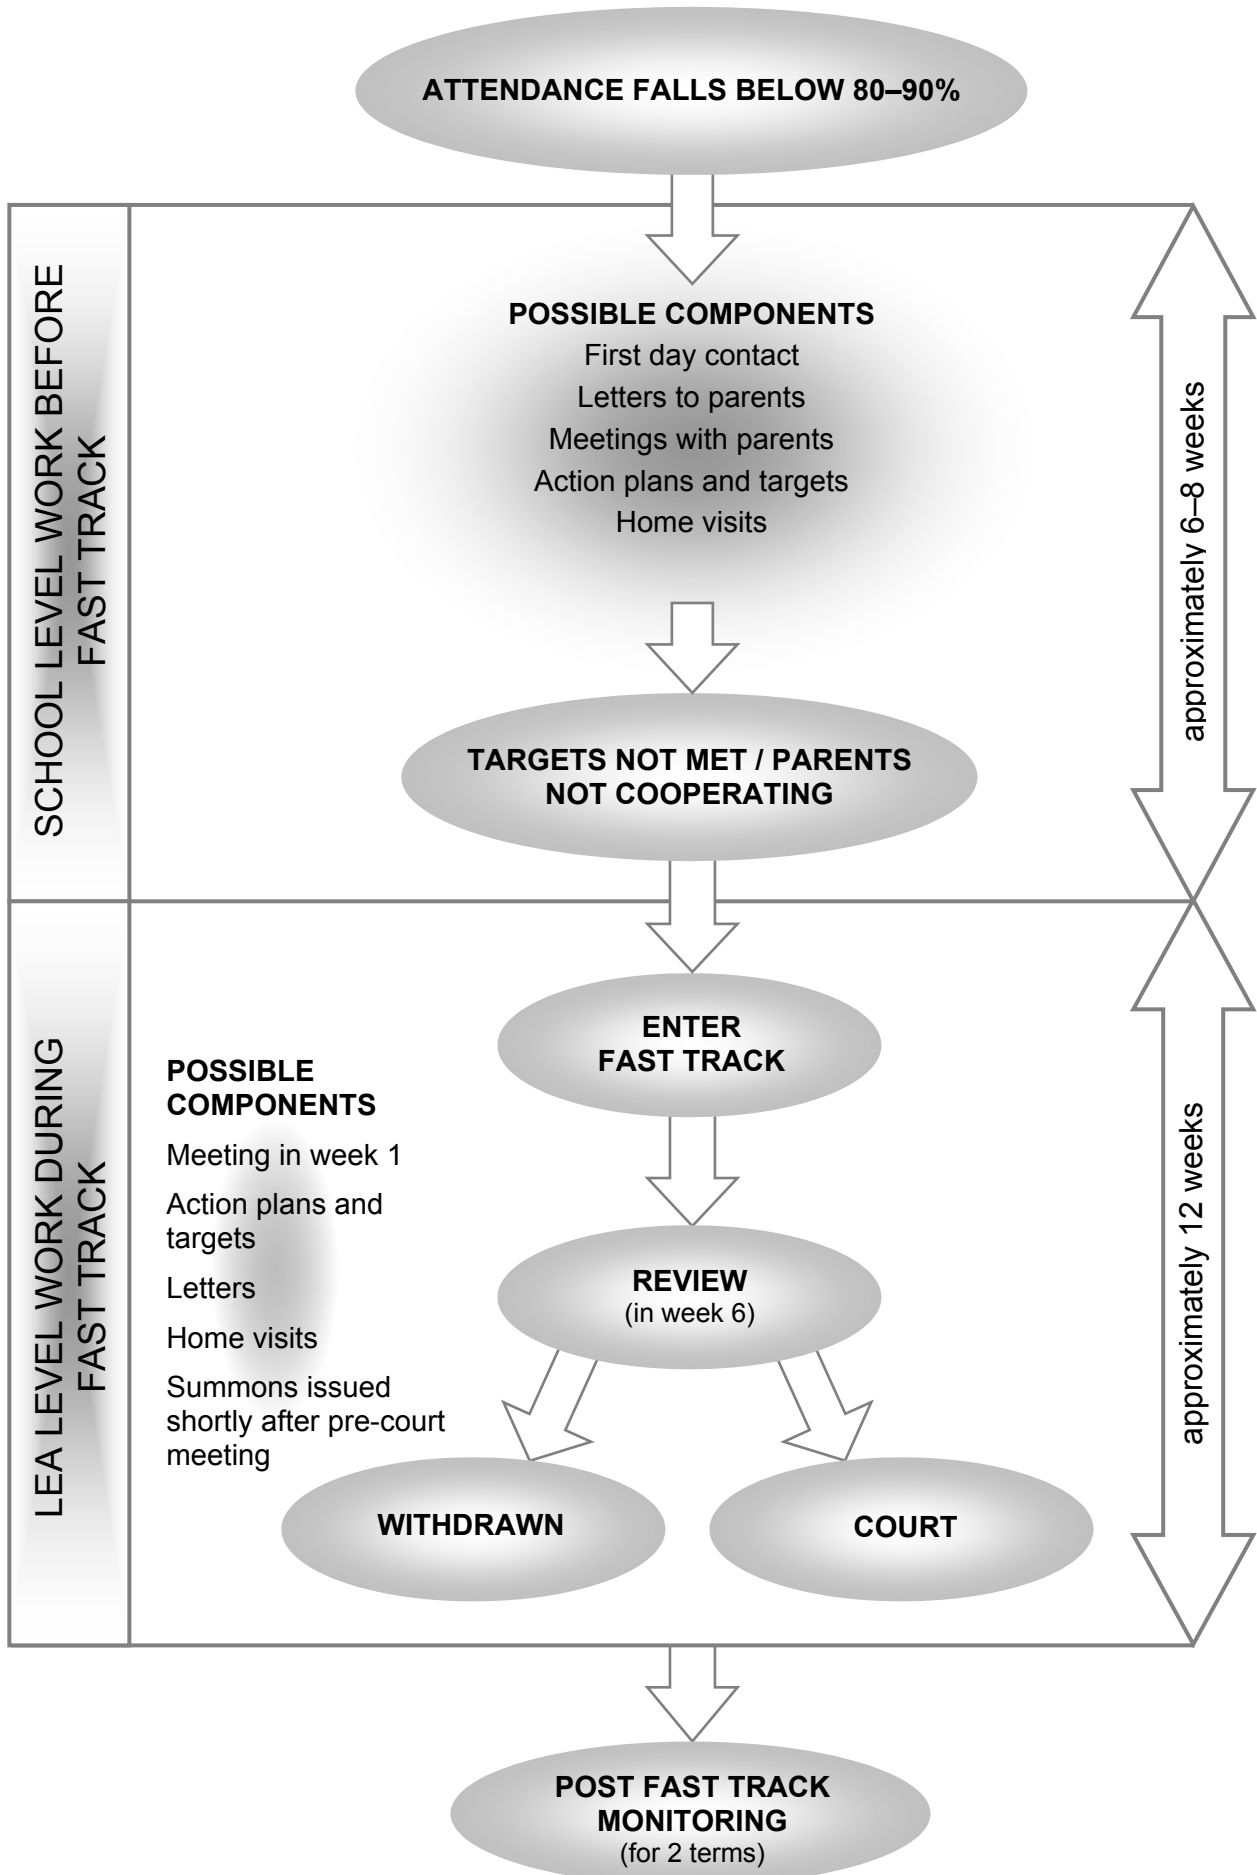 ATTENDANCE FALLS BELOW 80–90%
SCHOOL LEVEL WORK BEFORE
FAST TRACK
POSSIBLE COMPONENTS
First day contact
Letters to parents
Meetings with parents
Action plans and targets
Home visits
approximately 6–8 weeks
TARGETS NOT MET / PARENTS
NOT COOPERATING
LEA LEVEL WORK DURING
FAST TRACK
ENTER
FAST TRACK
POSSIBLE
COMPONENTS
Meeting in week 1
Action plans and
targets
Letters
Home visits
Summons issued
shortly after pre-court
meeting
REVIEW
(in week 6)
approximately 12 weeks
WITHDRAWN
COURT
POST FAST TRACK
MONITORING
(for 2 terms)